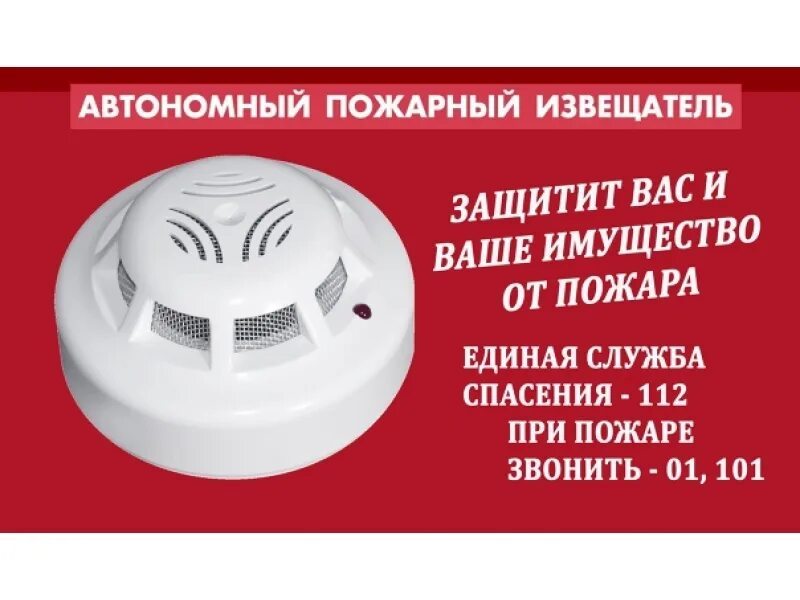 АВТОНОМНЫЙ ПОЖАРНЫЙ ИЗВЕЩАТЕЛЬ
ЗАЩИТИТ ВАС И
ВАШЕ ИМУЩЕСТВО
ОТ ПОЖАРА
ЕДИНАЯ СЛУЖБА
СПАСЕНИЯ - 112
ПРИ ПОЖАРЕ
ЗВОНИТЬ - 01, 101